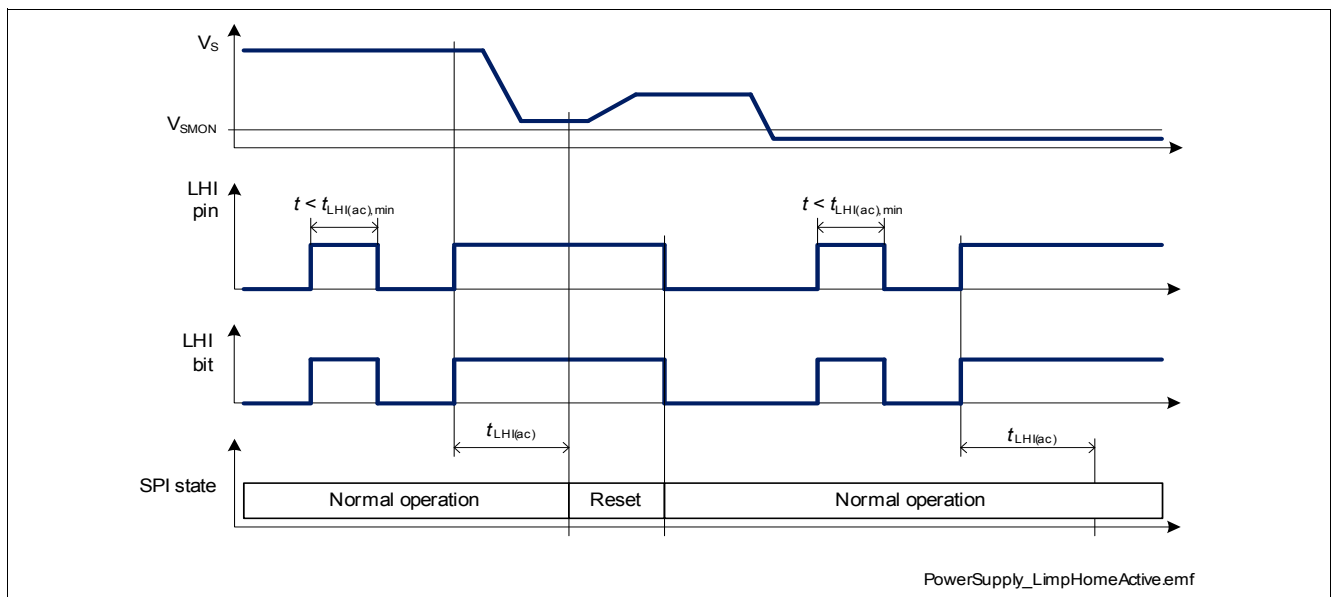 VS
VSMON
LHI
pin
t < tLHI(ac),min
t < tLHI(ac),min
LHI
bit
tLHI(ac)
tLHI(ac)
SPI state
Normal operation
Reset
Normal operation
PowerSupply_LimpHomeActive.emf